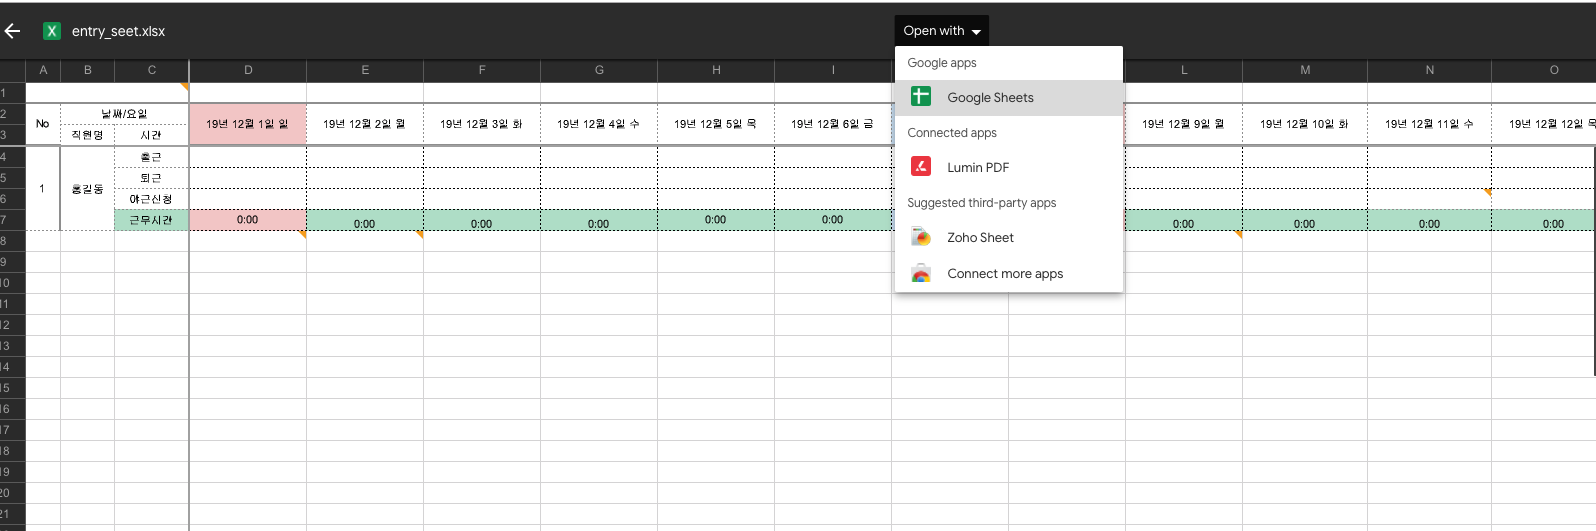 entry_seet.xlsx
Open with
Google apps
Google Sheets
Connected apps
Lumin PDF
Suggested third-party apps
Zoho Sheet
Connect more apps
A B C D E F G H I L M N O
1
2
3
4
5
6
7
8
9
10
11
12
13
14
15
16
17
18
19
20
21
No
날짜/요일
직원명
시간
19년 12월 1일 일
19년 12월 2일 월
19년 12월 3일 화
19년 12월 4일 수
19년 12월 5일 목
19년 12월 6일 금
19년 12월 9일 월
19년 12월 10일 화
19년 12월 11일 수
19년 12월 12일 목
1
홍길동
출근
퇴근
야근신청
근무시간
0:00 0:00 0:00 0:00 0:00 0:00 0:00 0:00 0:00 0:00